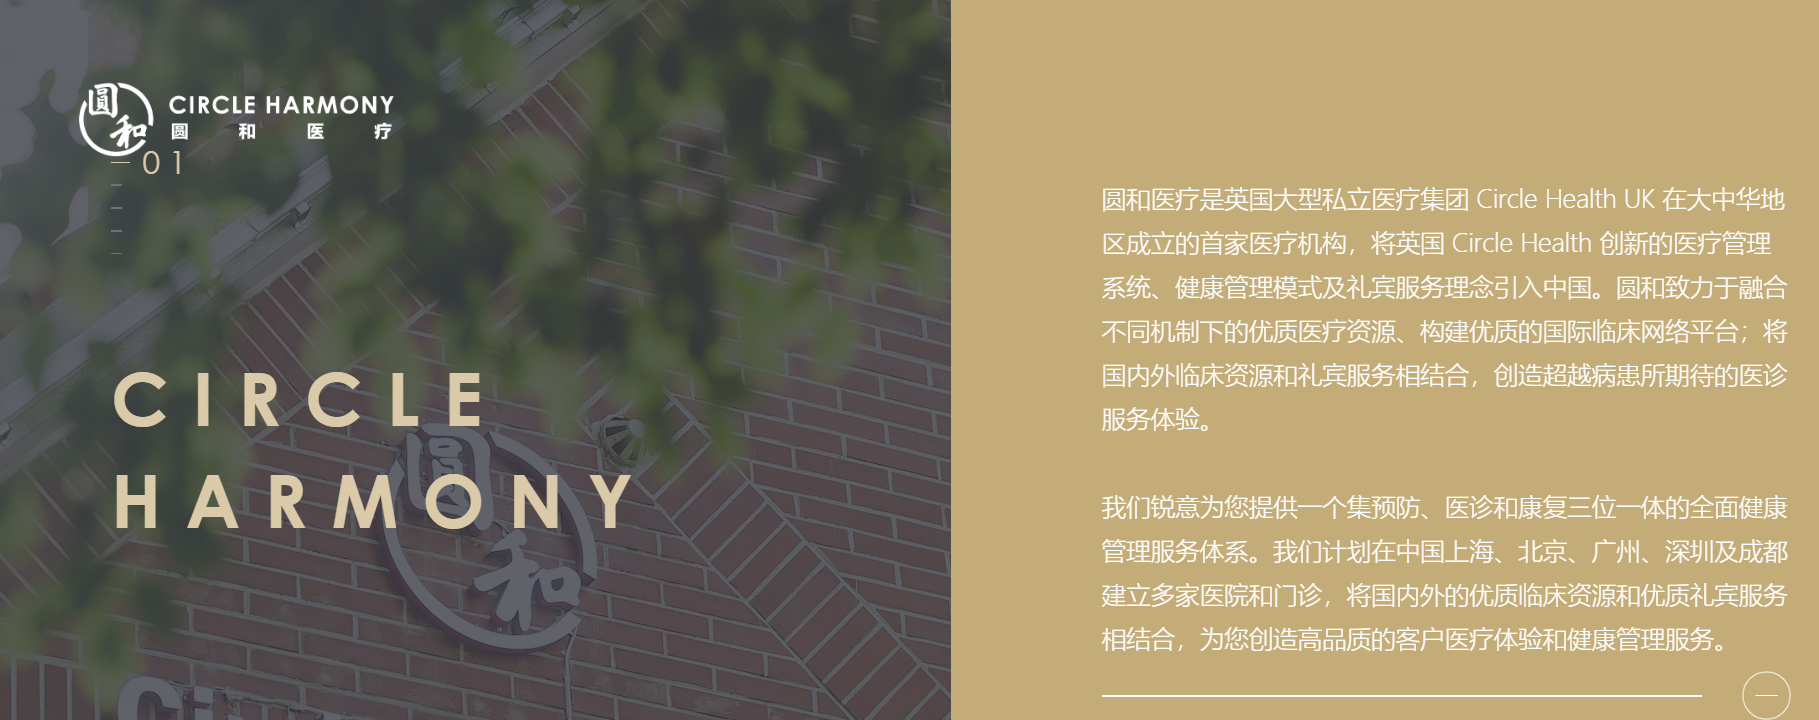 圆和
CIRCLE HARMONY
圆和医疗
01
CIRCLE
HARMONY
圆和
圆和医疗是英国大型私立医疗集团 Circle Health UK 在大中华地
区成立的首家医疗机构，将英国 Circle Health 创新的医疗管理
系统、健康管理模式及礼宾服务理念引入中国。圆和致力于融合
不同机制下的优质医疗资源、构建优质的国际临床网络平台；将
国内外临床资源和礼宾服务相结合，创造超越病患所期待的医诊
服务体验。
我们锐意为您提供一个集预防、医诊和康复三位一体的全面健康
管理服务体系。我们计划在中国上海、北京、广州、深圳及成都
建立多家医院和门诊，将国内外的优质临床资源和优质礼宾服务
相结合，为您创造高品质的客户医疗体验和健康管理服务。